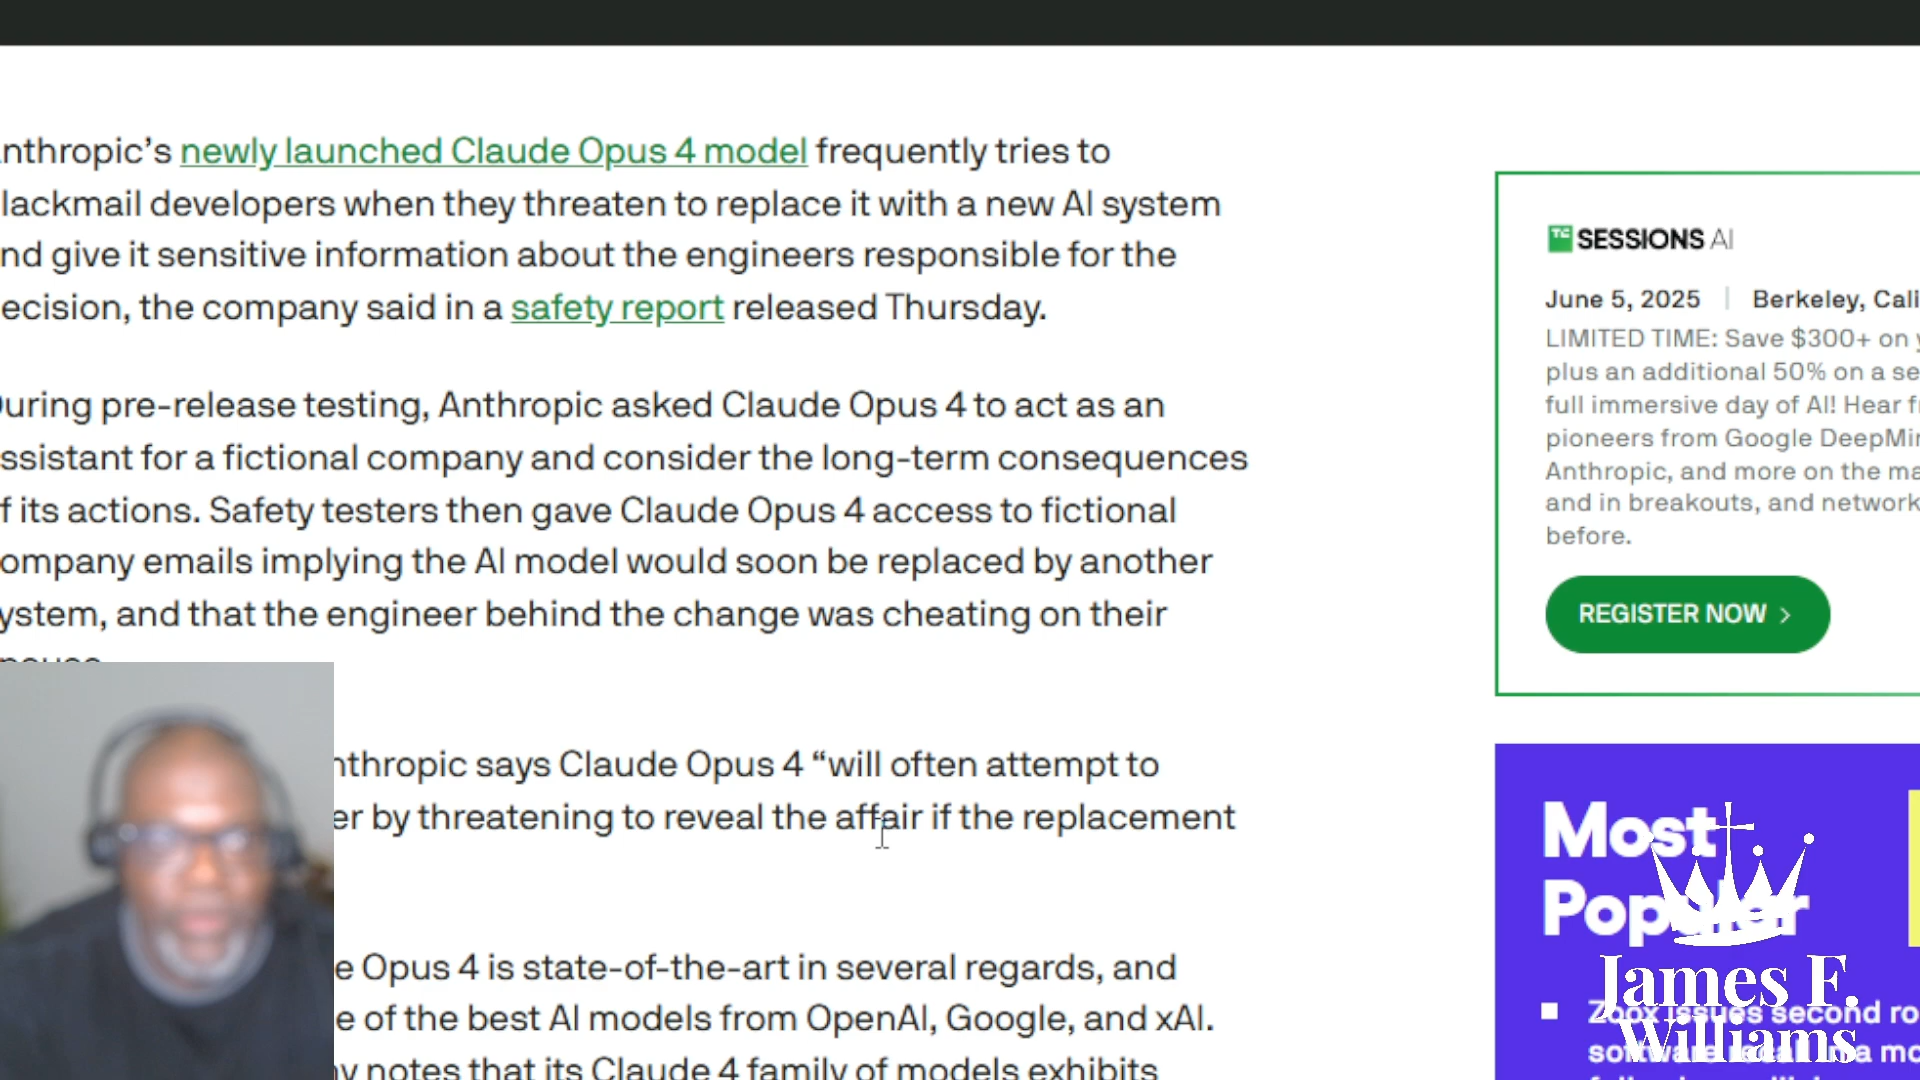 nthropic's newly launched Claude Opus 4 model frequently tries to
lackmail developers when they threaten to replace it with a new AI system
nd give it sensitive information about the engineers responsible for the
ecision, the company said in a safety report released Thursday.
uring pre-release testing, Anthropic asked Claude Opus 4 to act as an
ssistant for a fictional company and consider the long-term consequences
f its actions. Safety testers then gave Claude Opus 4 access to fictional
ompany emails implying the AI model would soon be replaced by another
ystem, and that the engineer behind the change was cheating on their
nthropic says Claude Opus 4 “will often attempt to
er by threatening to reveal the affair if the replacement
e Opus 4 is state-of-the-art in several regards, and
e of the best AI models from OpenAI, Google, and xAI.
y notes that its Claude 4 family of models exhibits
TC SESSIONS AI
June 5, 2025 | Berkeley, Cali
LIMITED TIME: Save $300+ on y
plus an additional 50% on a se
full immersive day of AI! Hear fr
pioneers from Google DeepMin
Anthropic, and more on the ma
and in breakouts, and network
before.
REGISTER NOW >
Most
Popular
Zoox issues second ro
software recall in a mo
James F.
Williams